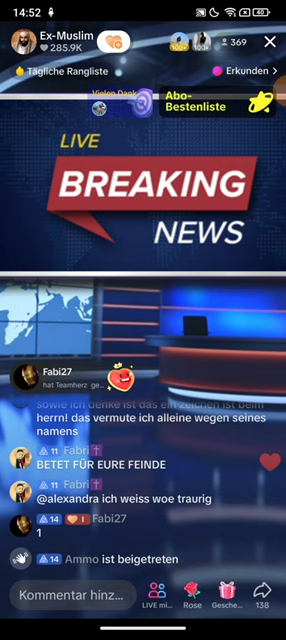 14:52
40
Ex-Muslim
285.9K
100+
100+
369
Tägliche Rangliste
Erkunden >
Vielen Dank
Abo-
Bestenliste
LIVE
BREAKING
NEWS
Fabi27
hat Teamherz ge...
sowie ich denke ist das ein zeichen ist beim
herrn! das vermute ich alleine wegen seines
namens
11 Fabri✝️
BETET FÜR EURE FEINDE
11 Fabri✝️
@alexandra ich weiss woe traurig
14 I Fabi27
1
14 Ammo ist beigetreten
Kommentar hinz...
LIVE mi...
Rose
Gesche...
138